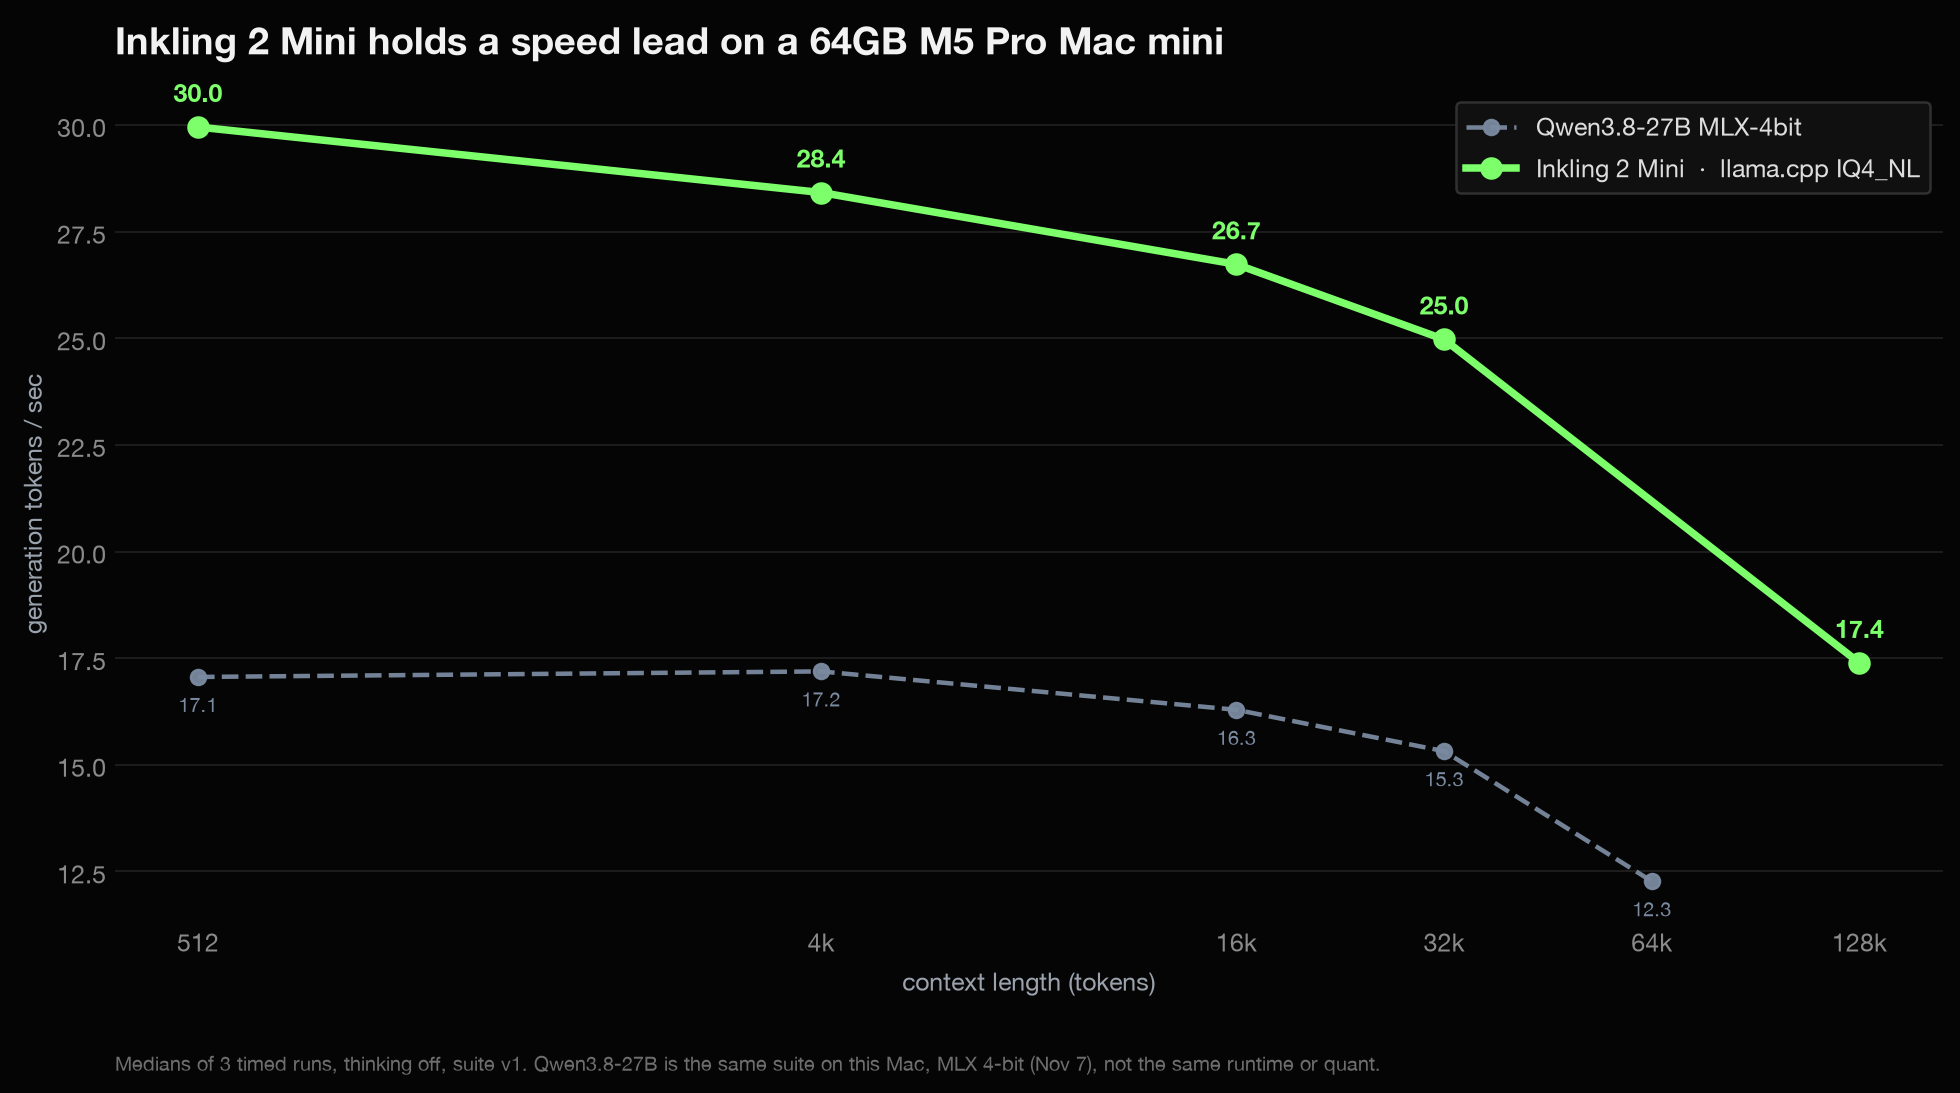 Inkling 2 Mini holds a speed lead on a 64GB M5 Pro Mac mini
30.0
28.4
26.7
25.0
17.4
Qwen3.8-27B MLX-4bit
Inkling 2 Mini · llama.cpp IQ4_NL
30.0
27.5
25.0
22.5
20.0
17.5
15.0
12.5
generation tokens / sec
17.1
17.2
16.3
15.3
12.3
512
4k
16k
32k
64k
128k
context length (tokens)
Medians of 3 timed runs, thinking off, suite v1. Qwen3.8-27B is the same suite on this Mac, MLX 4-bit (Nov 7), not the same runtime or quant.